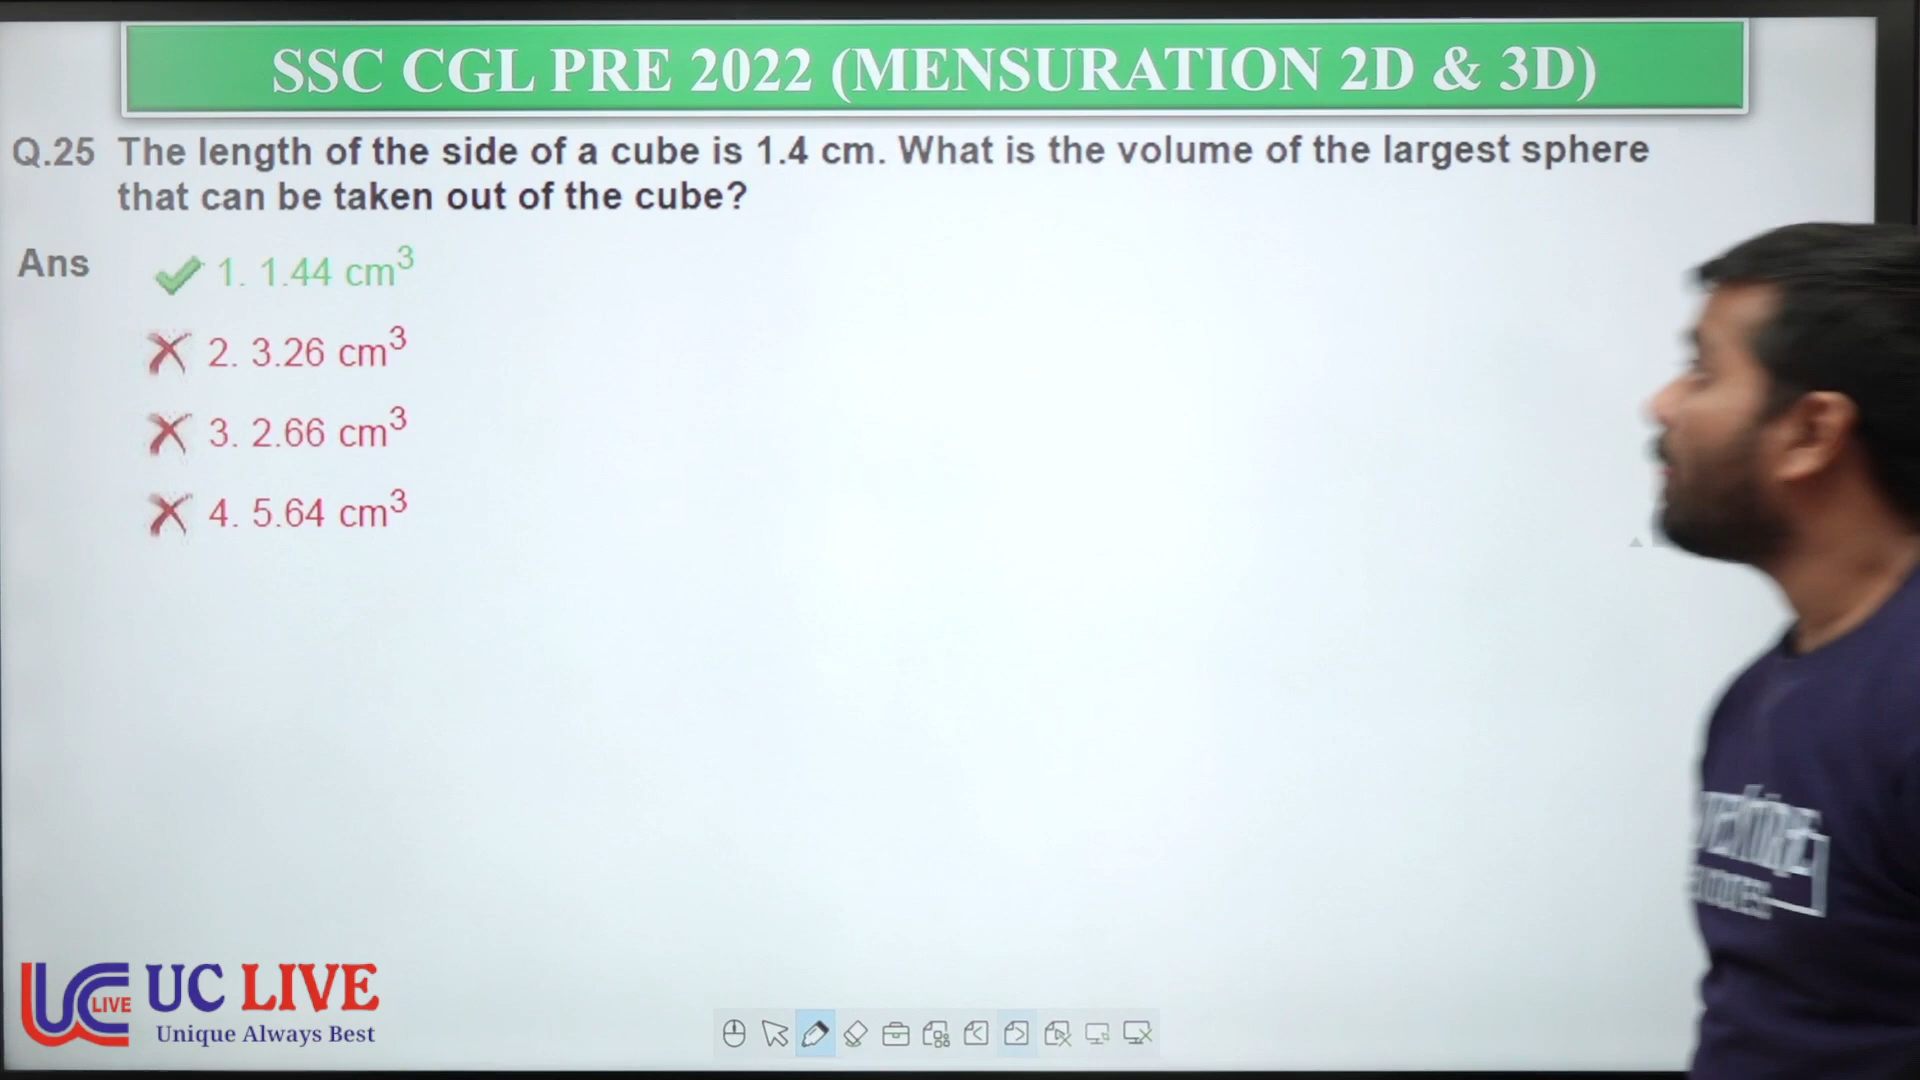 SSC CGL PRE 2022 (MENSURATION 2D & 3D)
Q.25 The length of the side of a cube is 1.4 cm. What is the volume of the largest sphere
that can be taken out of the cube?
Ans
1. 1.44 cm³
2. 3.26 cm³
3. 2.66 cm³
4. 5.64 cm³
LIVE
UC LIVE
Unique Always Best